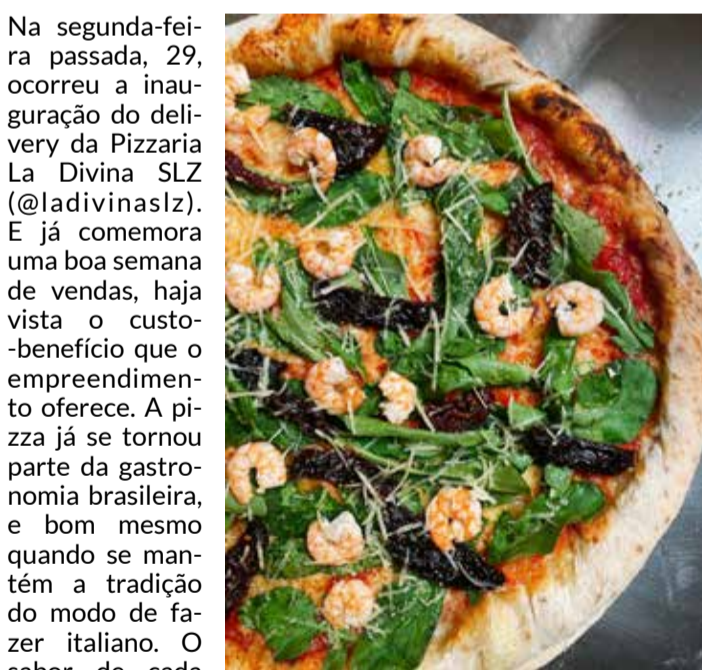 Na segunda-fei-
ra passada, 29,
ocorreu a inau-
guração do deli-
very da Pizzaria
La Divina SLZ
(@ladivinaslz).
E já comemora
uma boa semana
de vendas, haja
vista o custo-
-benefício que o
empreendimen-
to oferece. A pi-
zza já se tornou
parte da gastro-
nomia brasileira,
e bom mesmo
quando se man-
tém a tradição
do modo de fa-
zer italiano. O